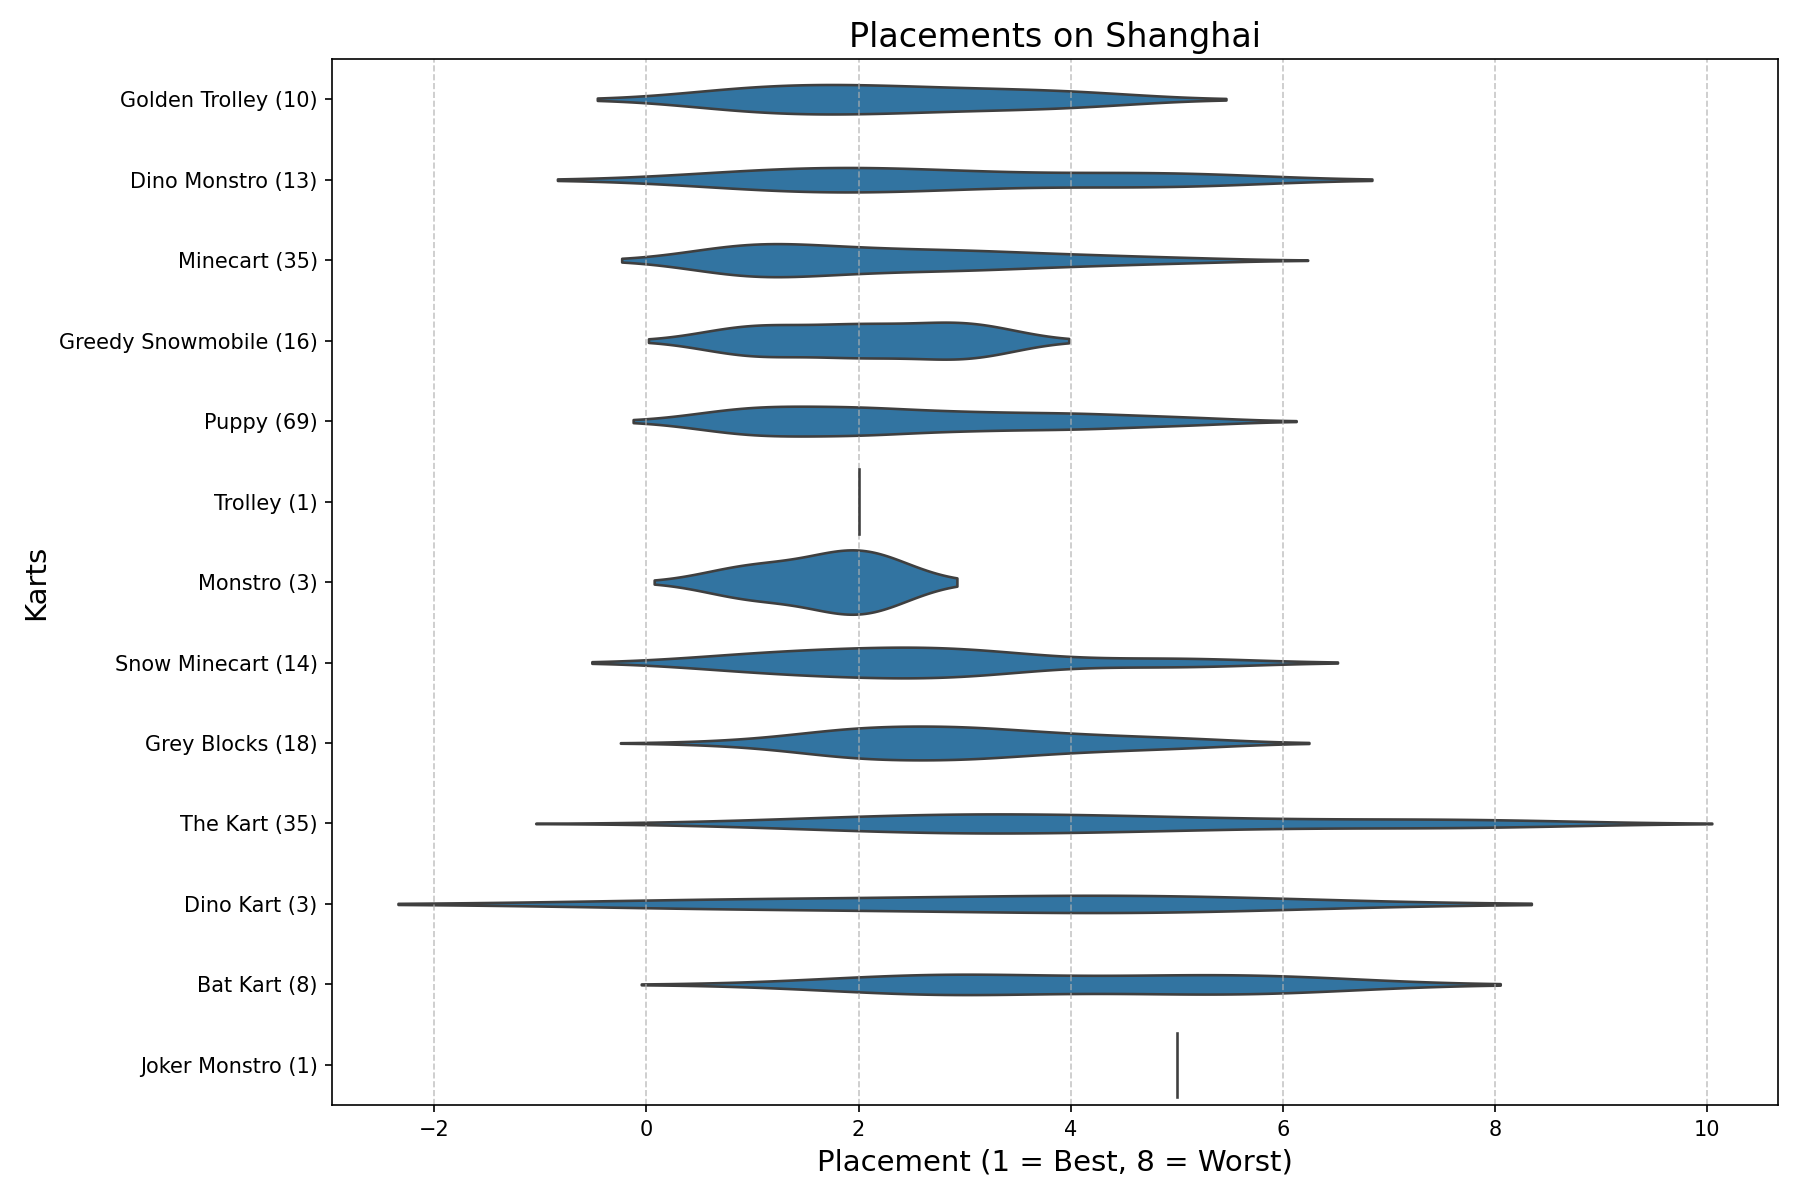 Placements on Shanghai
Golden Trolley (10)
Dino Monstro (13)
Minecart (35)
Greedy Snowmobile (16)
Puppy (69)
Trolley (1)
Monstro (3)
Snow Minecart (14)
Grey Blocks (18)
The Kart (35)
Dino Kart (3)
Bat Kart (8)
Joker Monstro (1)
Karts
−2 0 2 4 6 8 10
Placement (1 = Best, 8 = Worst)